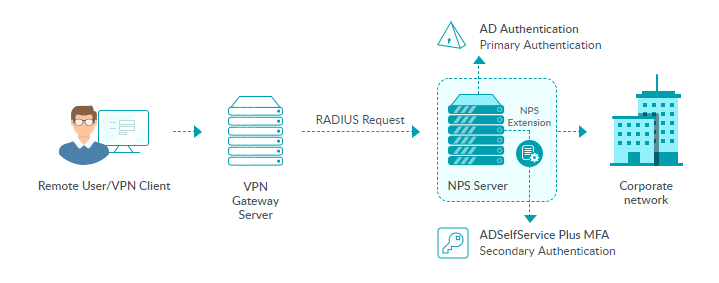 AD Authentication
Primary Authentication
NPS
Extension
RADIUS Request
Remote User/VPN Client
VPN
Gateway
Server
NPS Server
Corporate
network
ADSelfService Plus MFA
Secondary Authentication